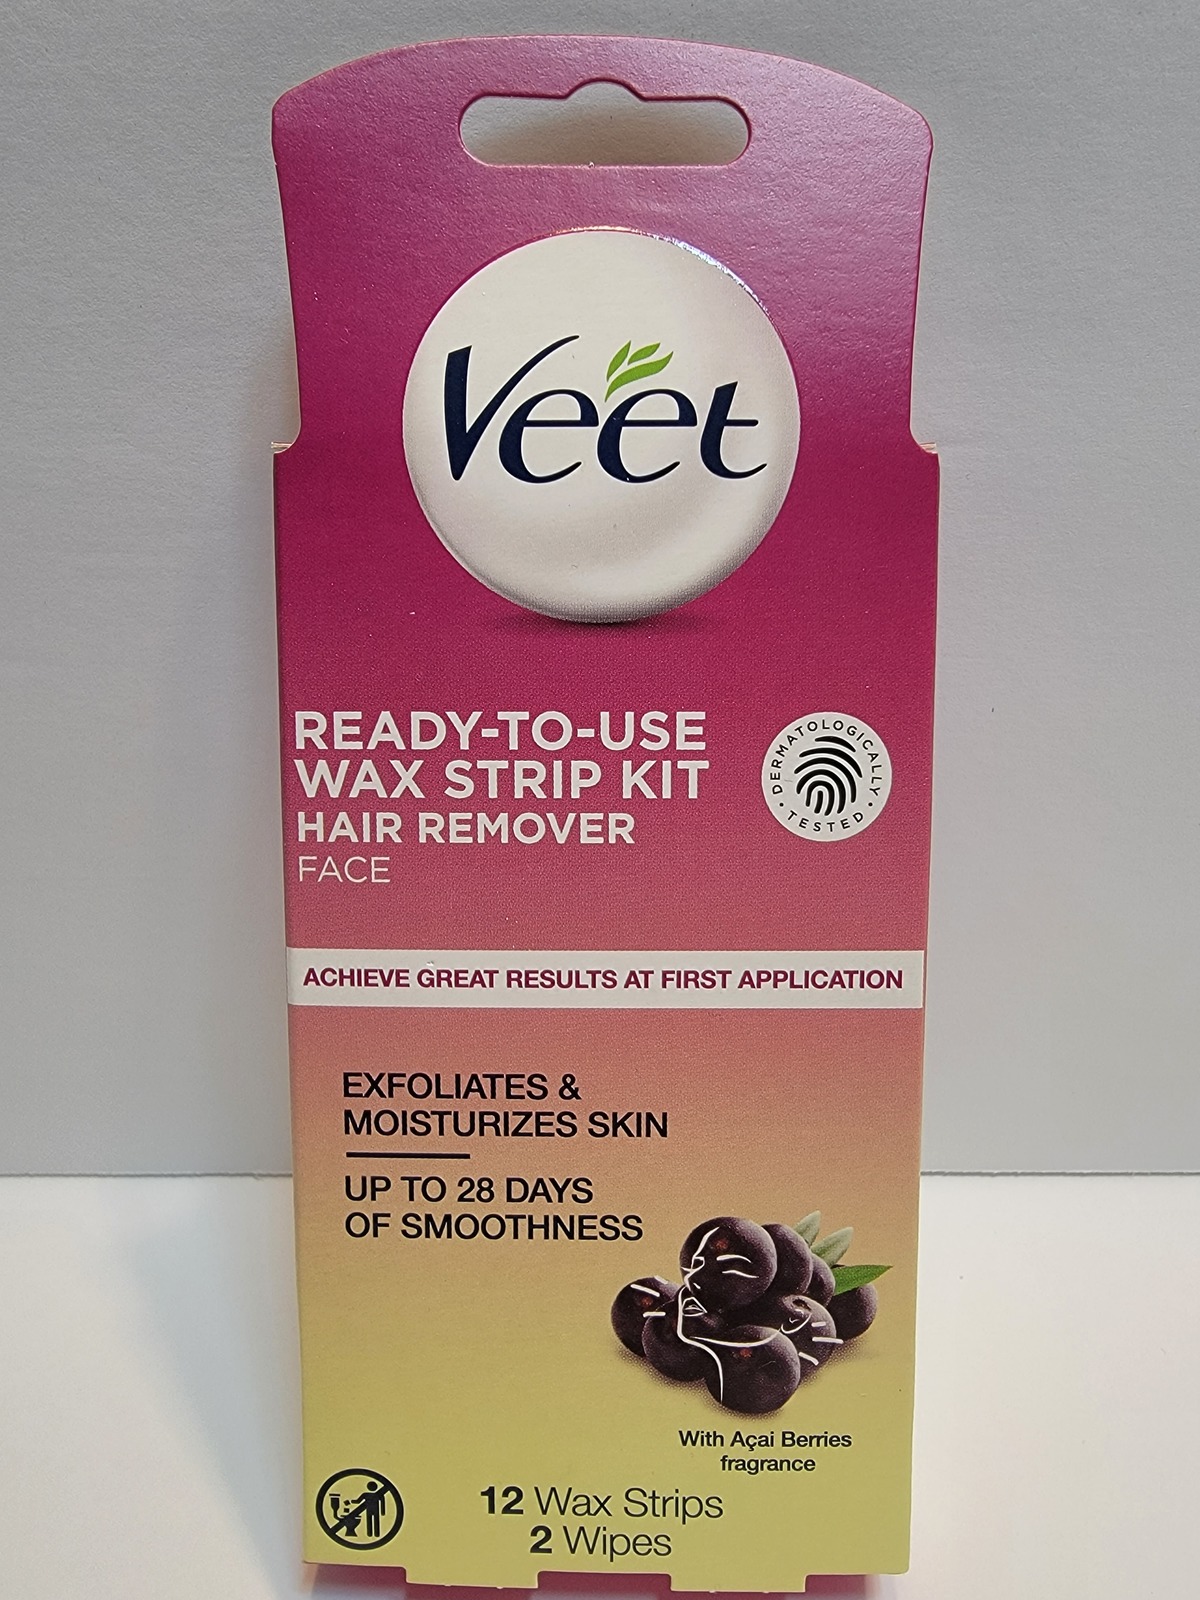 Veet
READY-TO-USE
WAX STRIP KIT
HAIR REMOVER
FACE
DERMATOLOGICALLY
TESTED
ACHIEVE GREAT RESULTS AT FIRST APPLICATION
EXFOLIATES &
MOISTURIZES SKIN
UP TO 28 DAYS
OF SMOOTHNESS
With Açai Berries
fragrance
12 Wax Strips
2 Wipes